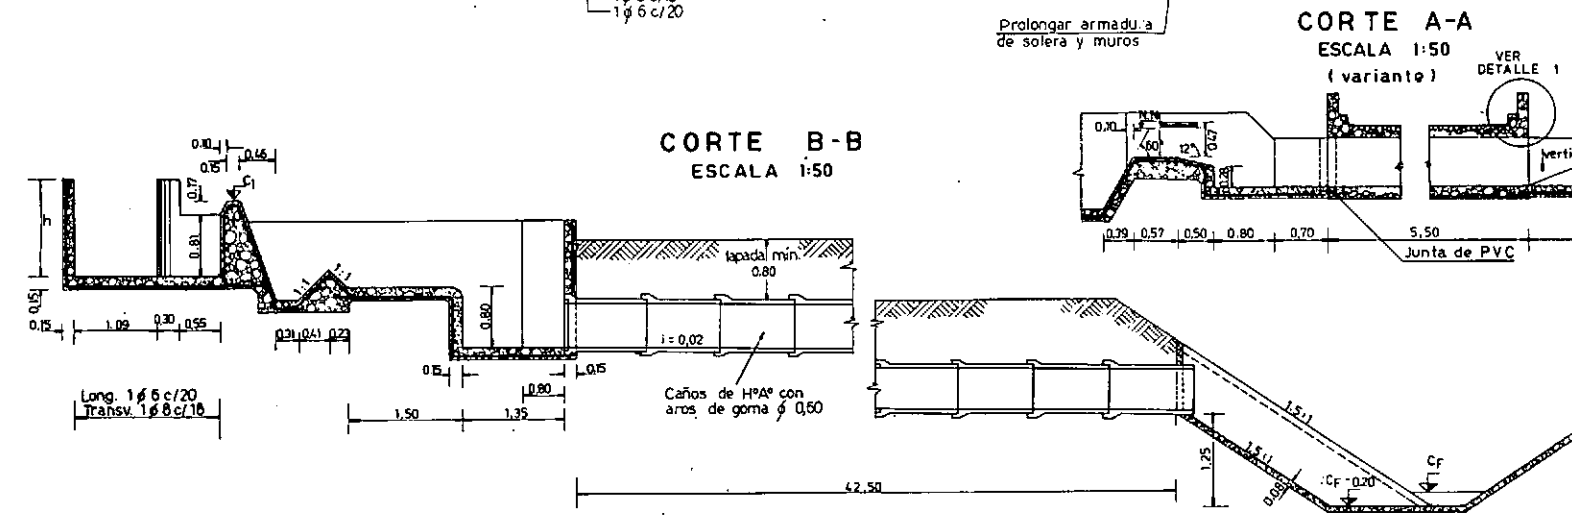 1 φ 6 c/20
Prolongar armadura
de solera y muros
CORTE A-A
ESCALA 1:50
(variante)
VER
DETALLE 1
CORTE B-B
ESCALA 1:50
0,10
0,15
0,46
0,17
C1
h
0,81
1:1
1:1
0,15
0,15
1,09
0,30
0,55
0,31
0,41
0,23
0,80
tapada mín.
0,80
i = 0,02
0,15
0,15
0,80
Long. 1 φ 6 c/20
Transv. 1 φ 8 c/18
1,50
1,35
Caños de HºAº con
aros de goma φ 0,60
42,50
N.N.
60°
12°
0,47
0,28
0,39
0,57
0,50
0,80
0,70
5,50
Junta de PVC
1,5:1
1,5:1
1,25
0,08
CF -0,20
CF